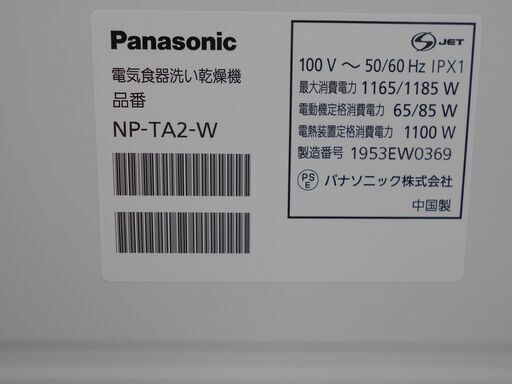 Panasonic
電気食器洗い乾燥機
品番
NP-TA2-W
S JET
100 V ～ 50/60 Hz IPX1
最大消費電力 1165/1185 W
電動機定格消費電力 65/85 W
電熱装置定格消費電力 1100 W
製造番号 1953EW0369
PSE パナソニック株式会社
中国製